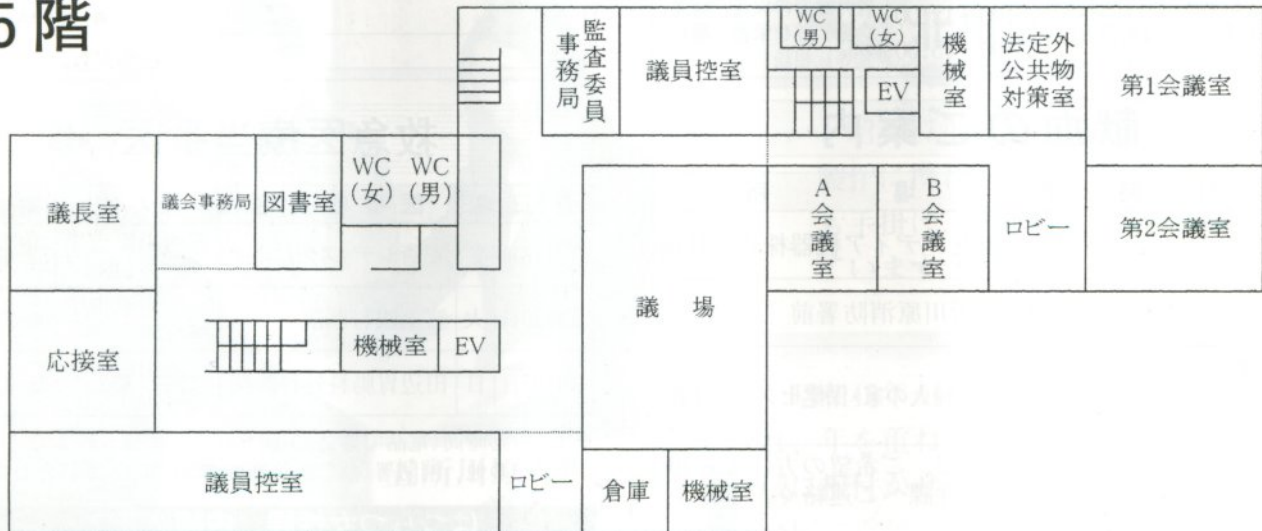 5階
監査委員
事務局
議員控室
WC
(男)
WC
(女)
EV
機械室
法定外
公共物
対策室
第1会議室
議長室
議会事務局
図書室
WC
(女)
WC
(男)
議場
A会議室
B会議室
ロビー
第2会議室
応接室
機械室
EV
議員控室
ロビー
倉庫
機械室